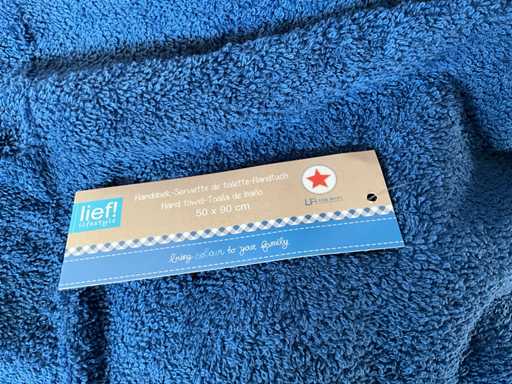 lief!
lifestyle
Handdoek-Serviette de toilette-Handtuch
Hand towel-Toalla de baño
50 x 90 cm
bring colour to your family